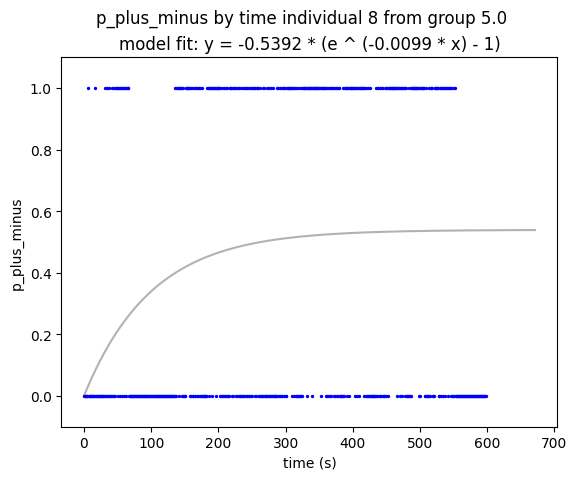 p_plus_minus by time individual 8 from group 5.0
model fit: y = -0.5392 * (e ^ (-0.0099 * x) - 1)
1.0
0.8
0.6
0.4
0.2
0.0
p_plus_minus
0 100 200 300 400 500 600 700
time (s)